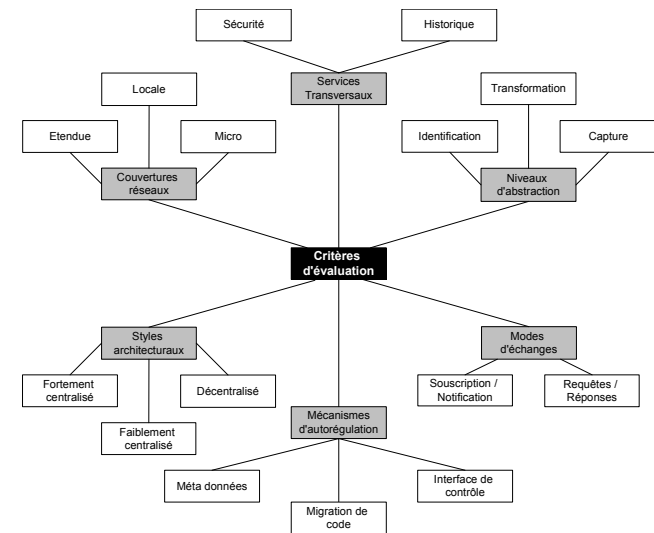 Sécurité
Historique
Services
Transversaux
Locale
Transformation
Etendue
Micro
Identification
Capture
Couvertures
réseaux
Niveaux
d'abstraction
Critères
d'évaluation
Styles
architecturaux
Modes
d'échanges
Fortement
centralisé
Décentralisé
Souscription /
Notification
Requêtes /
Réponses
Faiblement
centralisé
Mécanismes
d'autorégulation
Méta données
Interface de
contrôle
Migration de
code